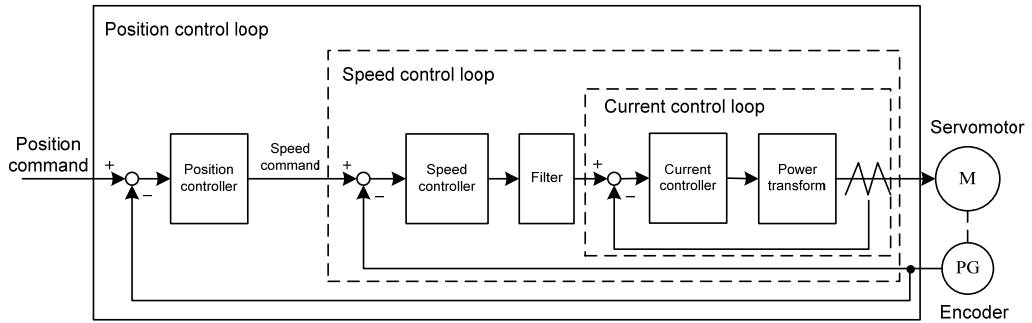 Position control loop
Speed control loop
Current control loop
Servomotor
Position
command
+
−
Position
controller
Speed
command
+
−
Speed
controller
Filter
+
−
Current
controller
Power
transform
M
PG
Encoder